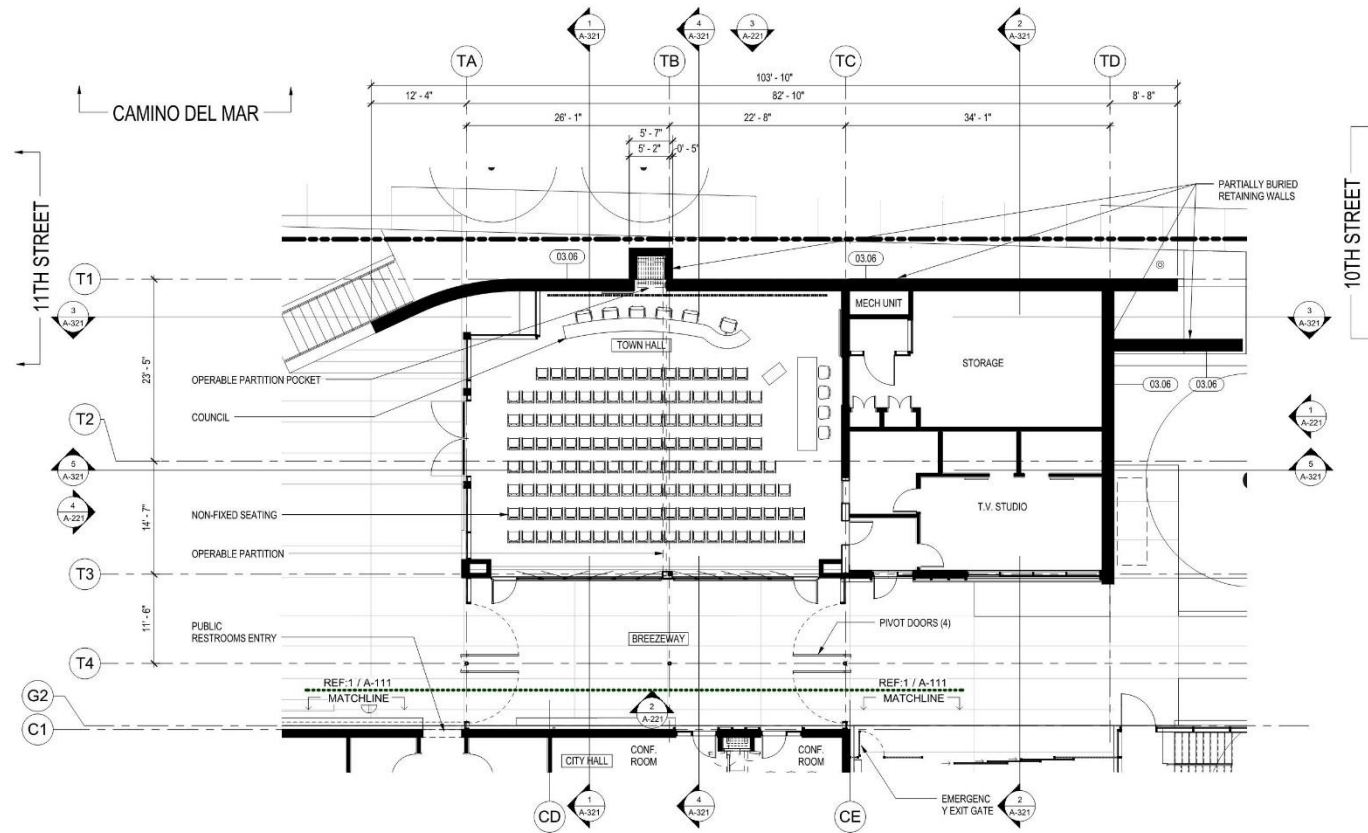 1
A-321
4
A-321
3
A-221
2
A-321
TA
TB
TC
TD
103' - 10"
12' - 4"
82' - 10"
8' - 8"
CAMINO DEL MAR
26' - 1"
22' - 8"
34' - 1"
5' - 7"
5' - 2"
0' - 5"
11TH STREET
10TH STREET
PARTIALLY BURIED
RETAINING WALLS
03.06
03.06
T1
MECH UNIT
3
A-321
3
A-321
TOWN HALL
STORAGE
23' - 5"
OPERABLE PARTITION POCKET
03.06
03.06
COUNCIL
T2
1
A-221
5
A-321
5
A-321
4
A-221
14' - 7"
NON-FIXED SEATING
T.V. STUDIO
OPERABLE PARTITION
T3
11' - 6"
PUBLIC
RESTROOMS ENTRY
BREEZEWAY
PIVOT DOORS (4)
T4
REF:1 / A-111
MATCHLINE
REF:1 / A-111
MATCHLINE
G2
2
A-221
C1
CITY HALL
CONF.
ROOM
CONF.
ROOM
CD
1
A-321
4
A-321
CE
EMERGENC
Y EXIT GATE
2
A-321